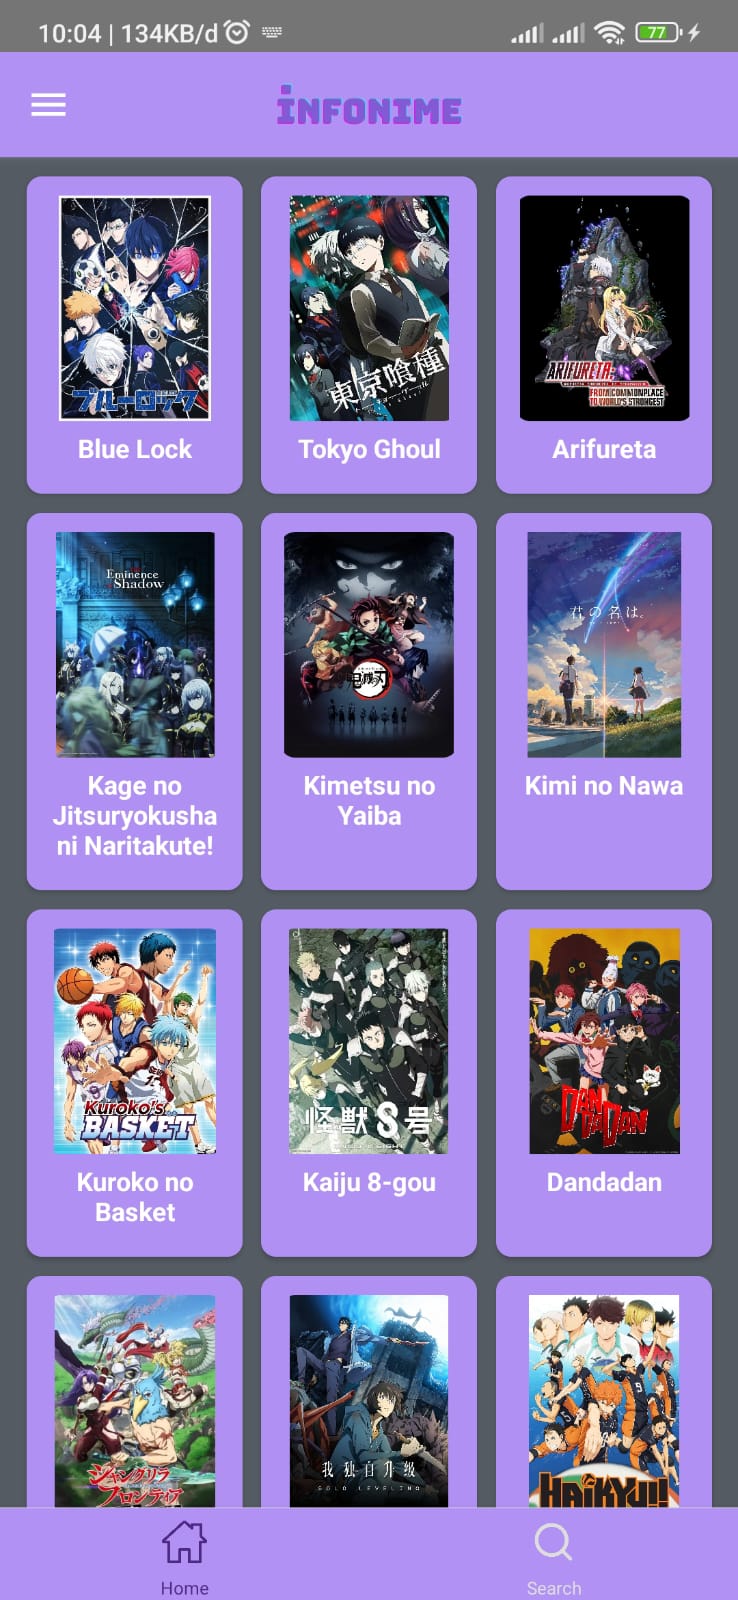 10:04 | 134KB/d
77
INFONIME
ブルーロック
Blue Lock
東京喰種
Tokyo Ghoul
ARIFURETA:
FROM COMMONPLACE
TO WORLD'S STRONGEST
Arifureta
Eminence
Shadow
Kage no
Jitsuryokusha
ni Naritakute!
鬼滅の刃
Kimetsu no
Yaiba
君の名は。
Kimi no Nawa
Kuroko's
BASKET
Kuroko no
Basket
怪獣8号
Kaiju 8-gou
DAN
DADAN
Dandadan
シャングリラ
フロンティア
我独自升级
SOLO LEVELING
HAIKYU!!
Home
Search